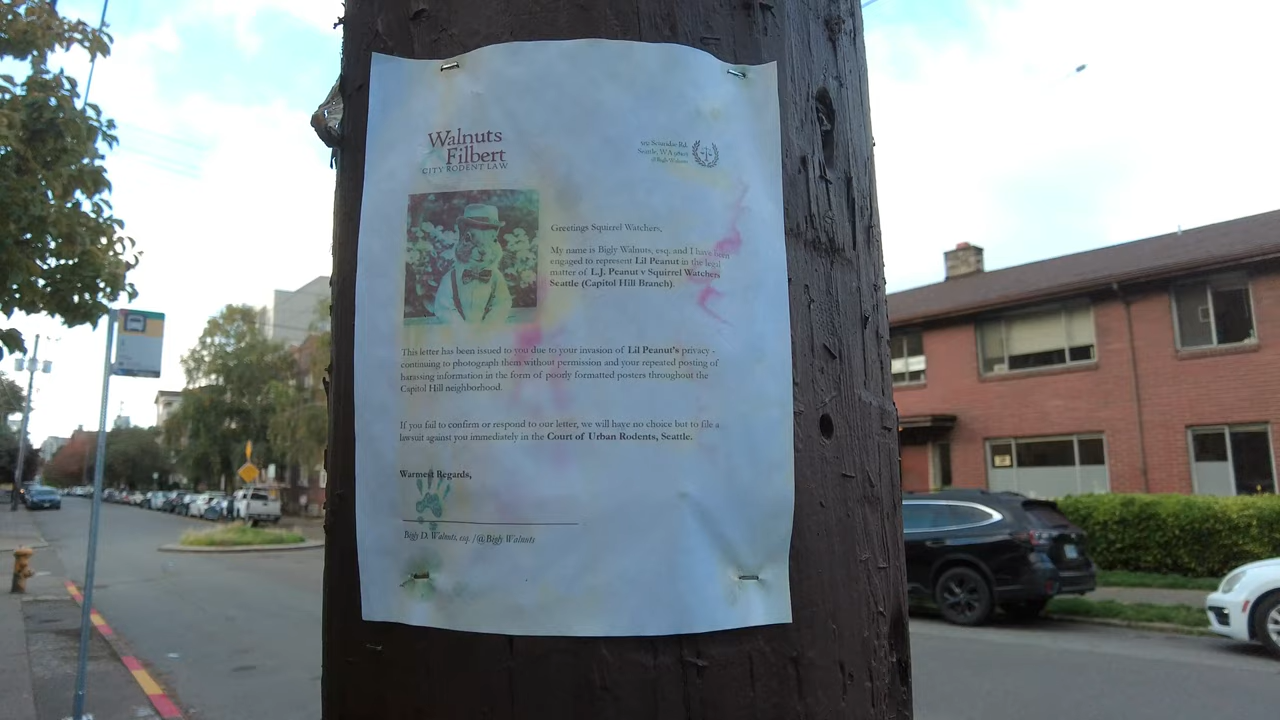 Walnuts
Filbert
CITY RODENT LAW
Seattle, WA
@Bigly Walnuts
Greetings Squirrel Watchers,
My name is Bigly Walnuts, esq. and I have been
engaged to represent Lil Peanut in the legal
matter of L.J. Peanut v Squirrel Watchers
Seattle (Capitol Hill Branch).
This letter has been issued to you due to your invasion of Lil Peanut's privacy -
continuing to photograph them without permission and your repeated posting of
harassing information in the form of poorly formatted posters throughout the
Capitol Hill neighborhood.
If you fail to confirm or respond to our letter, we will have no choice but to file a
lawsuit against you immediately in the Court of Urban Rodents, Seattle.
Warmest Regards,
Bigly D. Walnuts, esq. /@Bigly Walnuts